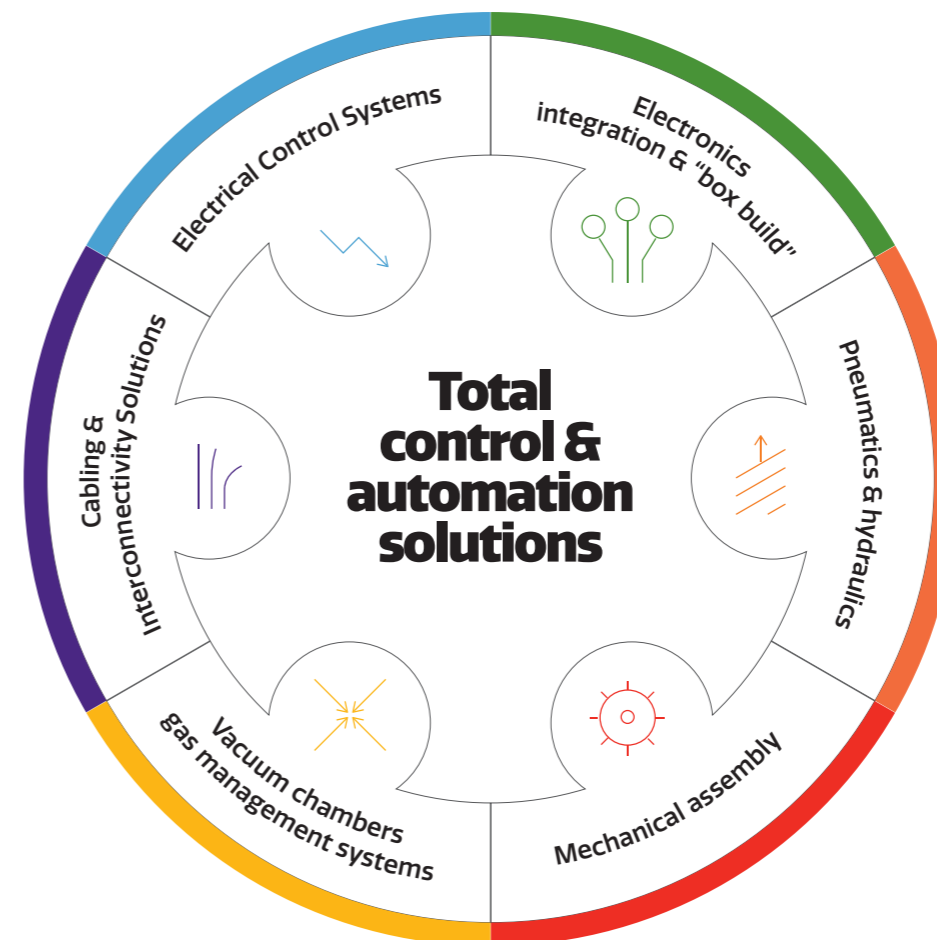 Electrical Control Systems
Electronics
integration & “box build”
Pneumatics & hydraulics
Mechanical assembly
Vacuum chambers
gas management systems
Cabling &
Interconnectivity Solutions
Total
control &
automation
solutions